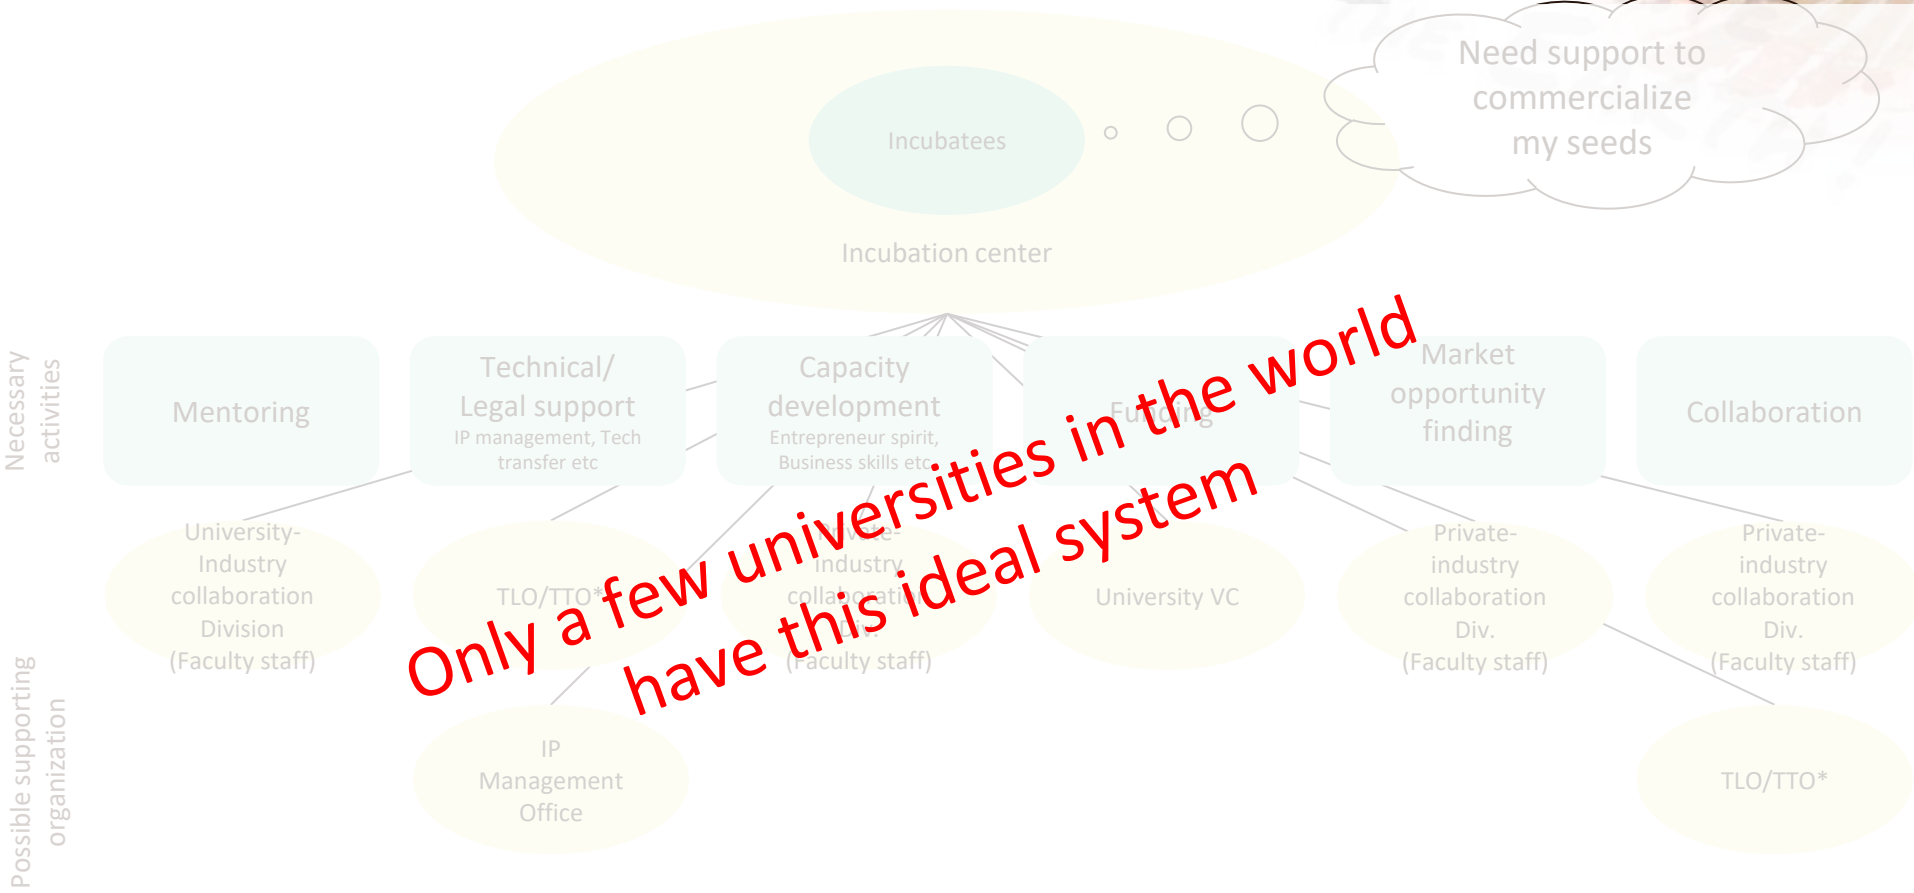 Need support to
commercialize
my seeds
Incubatees
Incubation center
Necessary
activities
Mentoring
Technical/
Legal support
IP management, Tech
transfer etc
Capacity
development
Entrepreneur spirit,
Business skills etc
Funding
Market
opportunity
finding
Collaboration
Only a few universities in the world
have this ideal system
Possible supporting
organization
University-
Industry
collaboration
Division
(Faculty staff)
TLO/TTO*
Private-
Industry
collaboration
Div.
(Faculty staff)
University VC
Private-
industry
collaboration
Div.
(Faculty staff)
Private-
industry
collaboration
Div.
(Faculty staff)
IP
Management
Office
TLO/TTO*